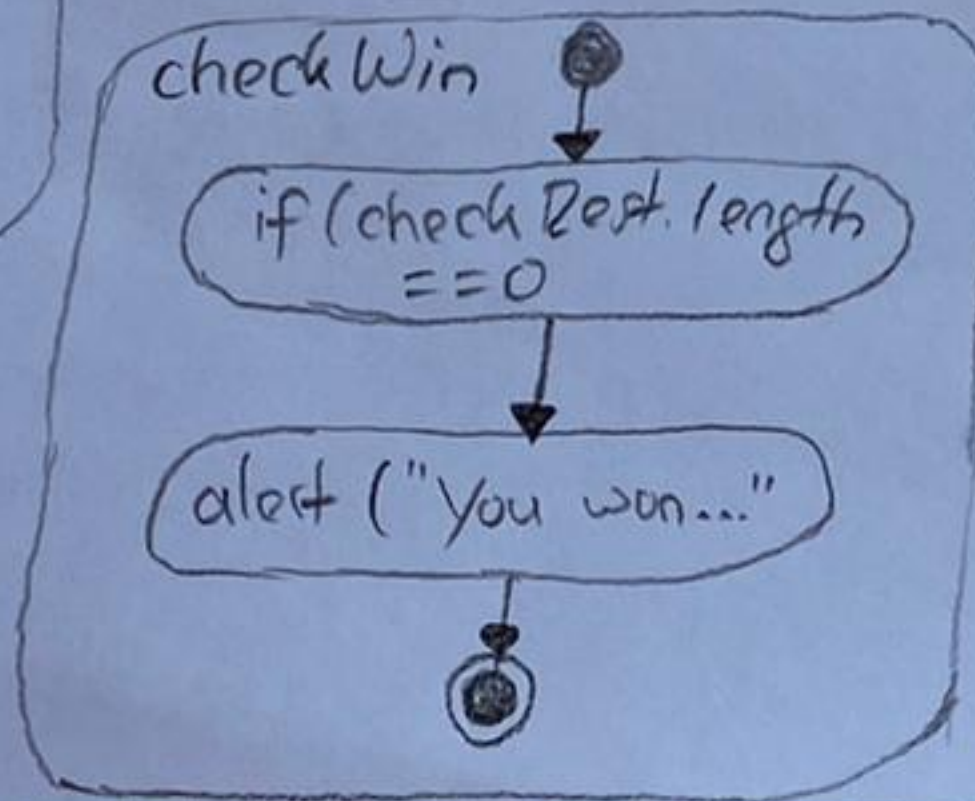 checkWin
if (checkRest.length
==0
alert ("You won..."